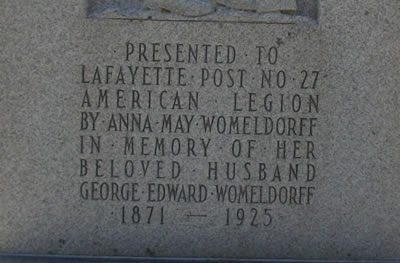 PRESENTED · TO
LAFAYETTE · POST · NO · 27
AMERICAN · LEGION
BY · ANNA · MAY · WOMELDORFF
IN · MEMORY · OF · HER
BELOVED · HUSBAND
GEORGE · EDWARD · WOMELDORFF
· 1871 — 1925 ·